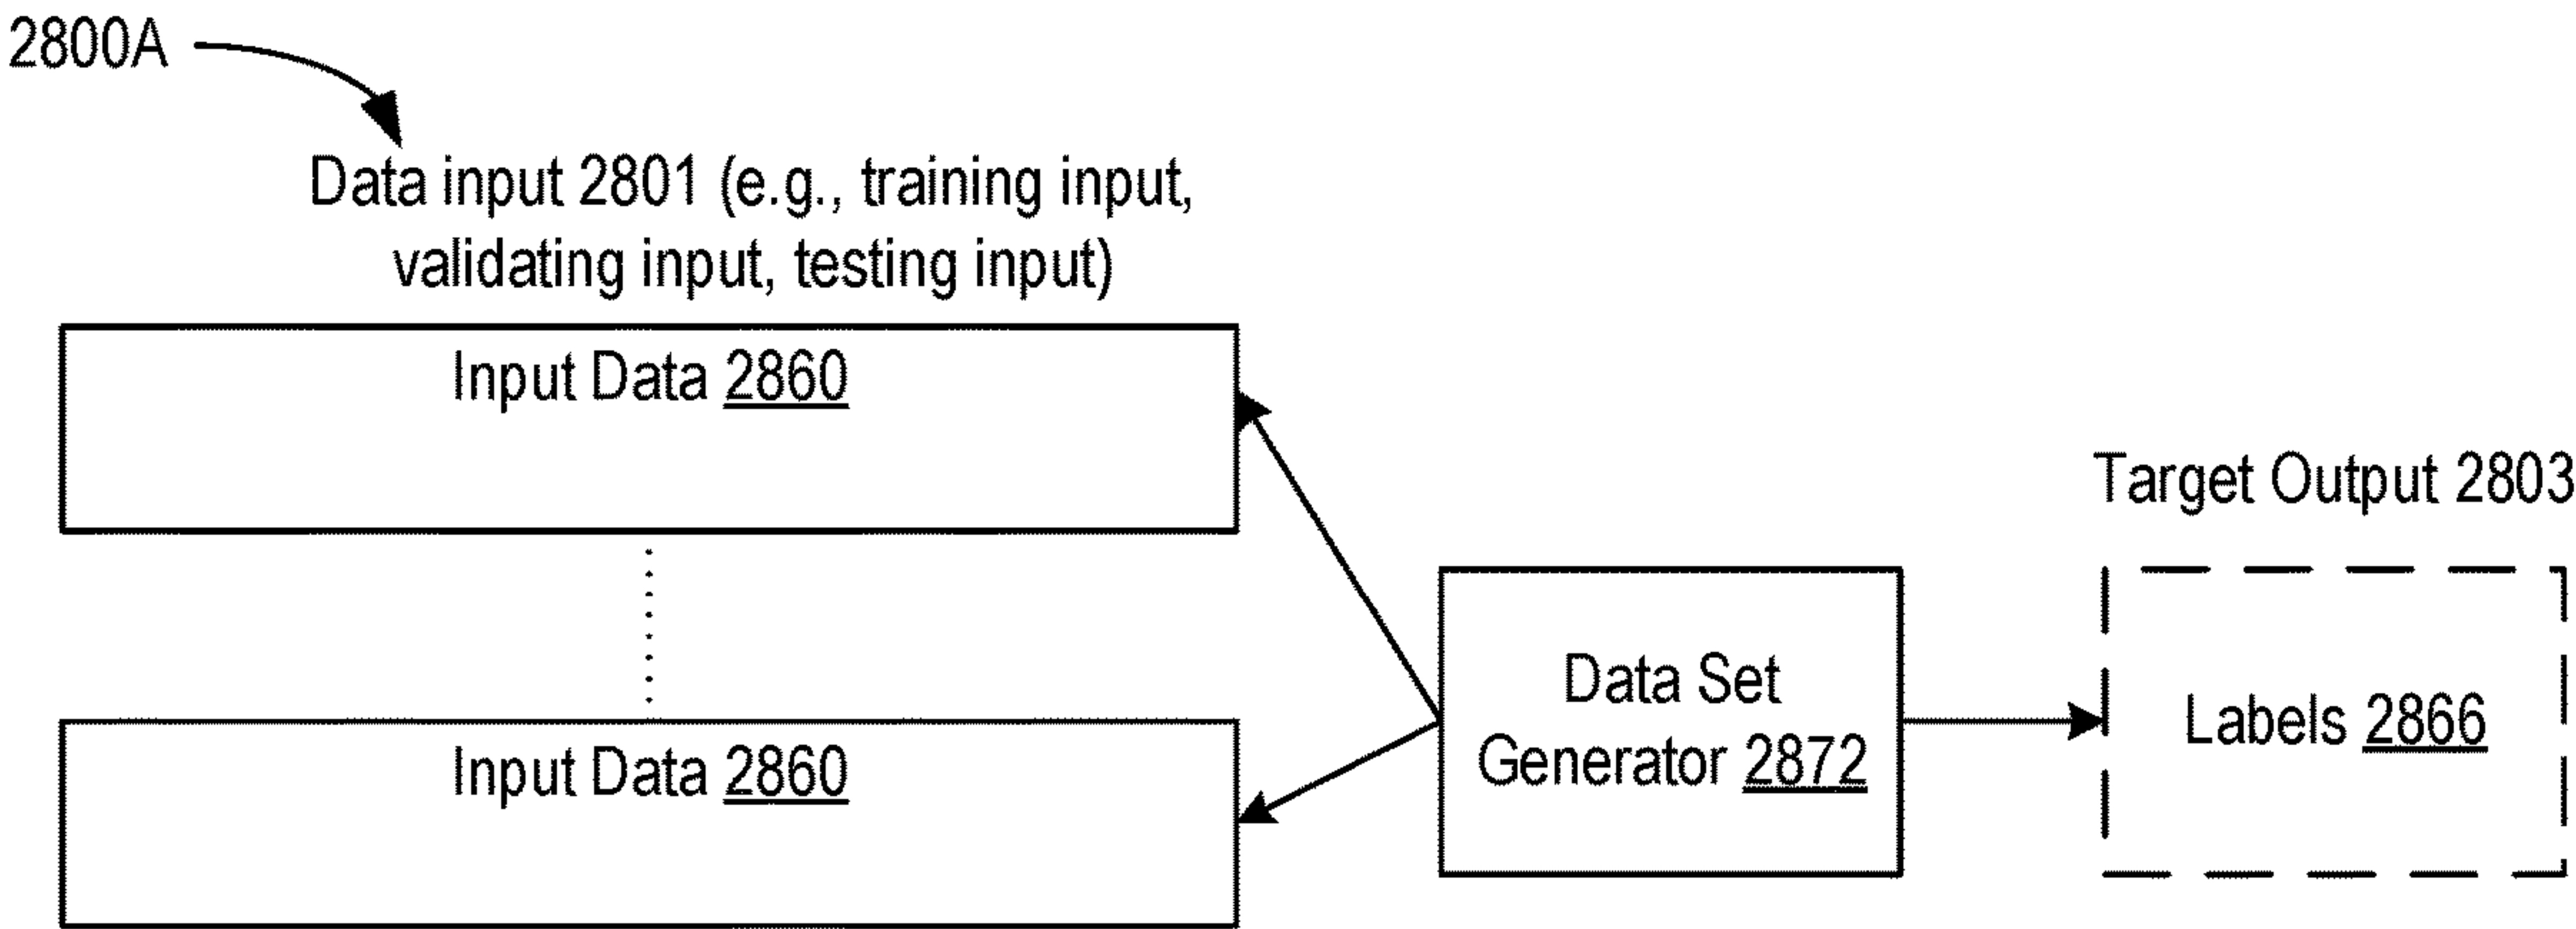 2800A
Data input 2801 (e.g., training input,
validating input, testing input)
Input Data 2860
Input Data 2860
Data Set
Generator 2872
Target Output 2803
Labels 2866